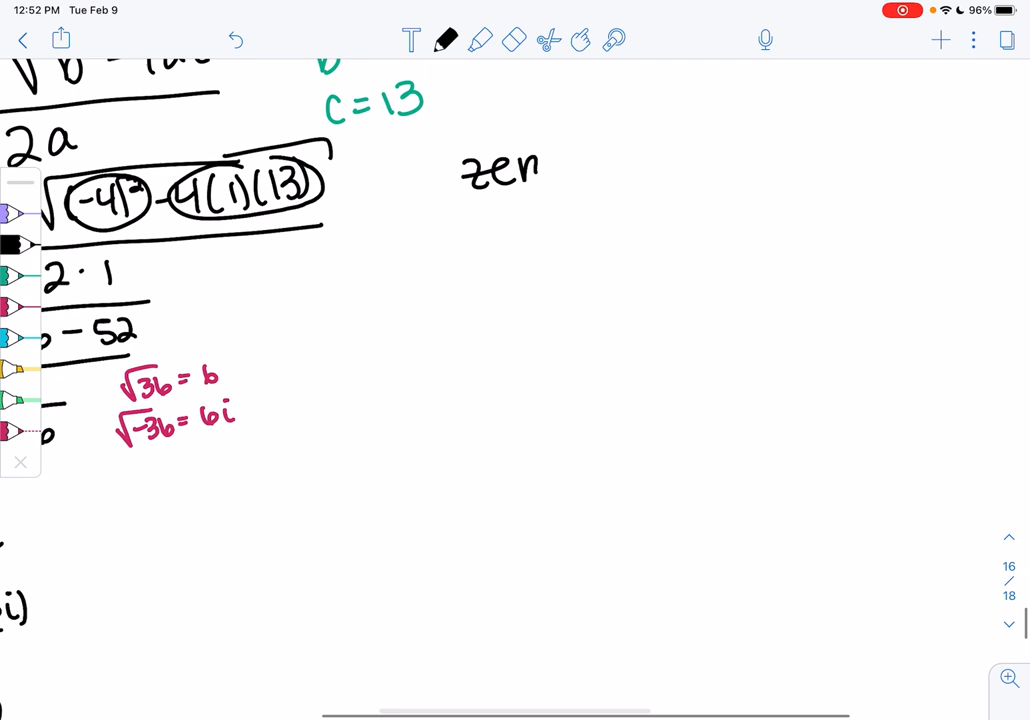 12:52 PM Tue Feb 9
96%
T
c = 13
2a
√(-4)² - 4(1)(13)
zer
2 · 1
- 52
√36 = 6
√-36 = 6i
16
/
18
i)